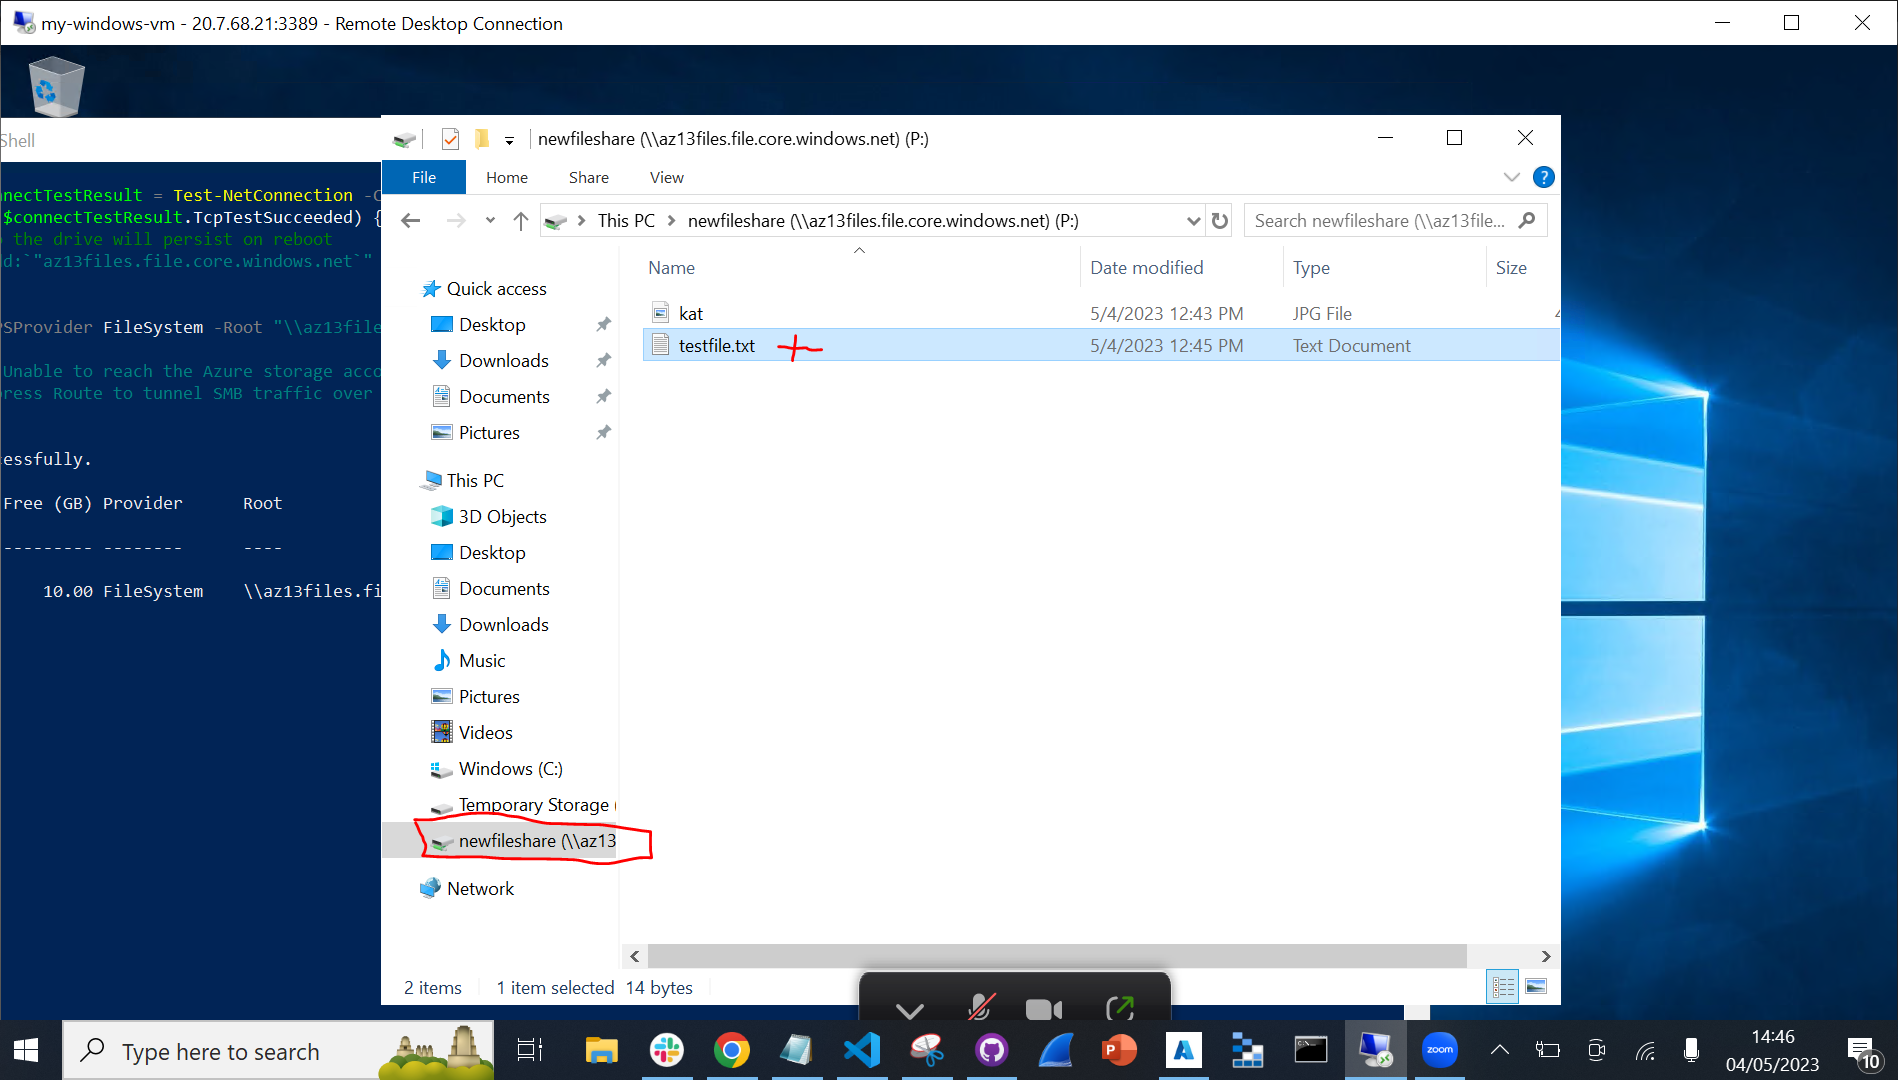 my-windows-vm - 20.7.68.21:3389 - Remote Desktop Connection
Shell
nnectTestResult = Test-NetConnection -C
$connectTestResult.TcpTestSucceeded) {
the drive will persist on reboot
dd:`"az13files.file.core.windows.net`"
PSProvider FileSystem -Root "\\az13file
Unable to reach the Azure storage acco
press Route to tunnel SMB traffic over
cessfully.
Free (GB) Provider Root
--------- -------- ----
10.00 FileSystem \\az13files.fi
newfileshare (\\az13files.file.core.windows.net) (P:)
File Home Share View
?
This PC > newfileshare (\\az13files.file.core.windows.net) (P:)
Search newfileshare (\\az13file...
Name Date modified Type Size
kat 5/4/2023 12:43 PM JPG File
testfile.txt 5/4/2023 12:45 PM Text Document
Quick access
Desktop
Downloads
Documents
Pictures
This PC
3D Objects
Desktop
Documents
Downloads
Music
Pictures
Videos
Windows (C:)
Temporary Storage (
newfileshare (\\az13
Network
2 items 1 item selected 14 bytes
Type here to search
zoom
14:46
04/05/2023
10